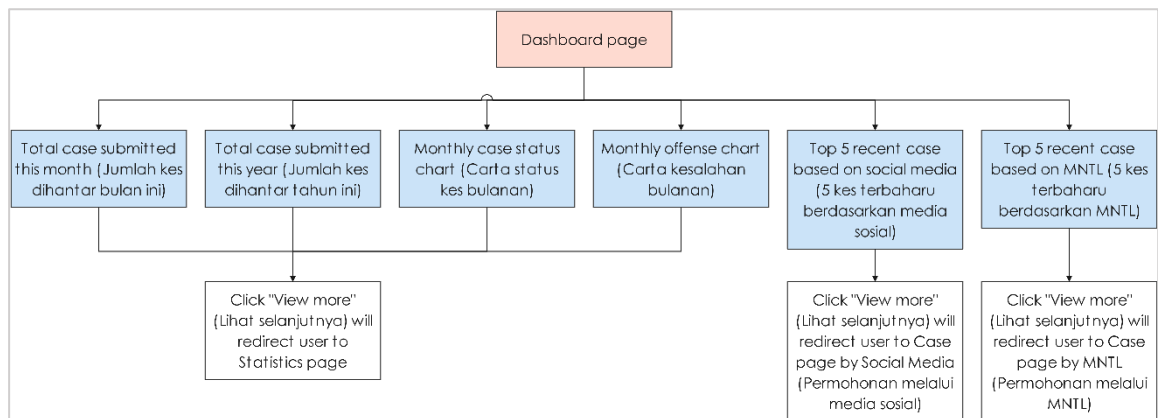 Dashboard page
Total case submitted
this month (Jumlah kes
dihantar bulan ini)
Total case submitted
this year (Jumlah kes
dihantar tahun ini)
Monthly case status
chart (Carta status
kes bulanan)
Monthly offense chart
(Carta kesalahan
bulanan)
Top 5 recent case
based on social media
(5 kes terbaharu
berdasarkan media
sosial)
Top 5 recent case
based on MNTL (5 kes
terbaharu
berdasarkan MNTL)
Click "View more"
(Lihat selanjutnya) will
redirect user to
Statistics page
Click "View more"
(Lihat selanjutnya) will
redirect user to Case
page by Social Media
(Permohonan melalui
media sosial)
Click "View more"
(Lihat selanjutnya) will
redirect user to Case
page by MNTL
(Permohonan melalui
MNTL)